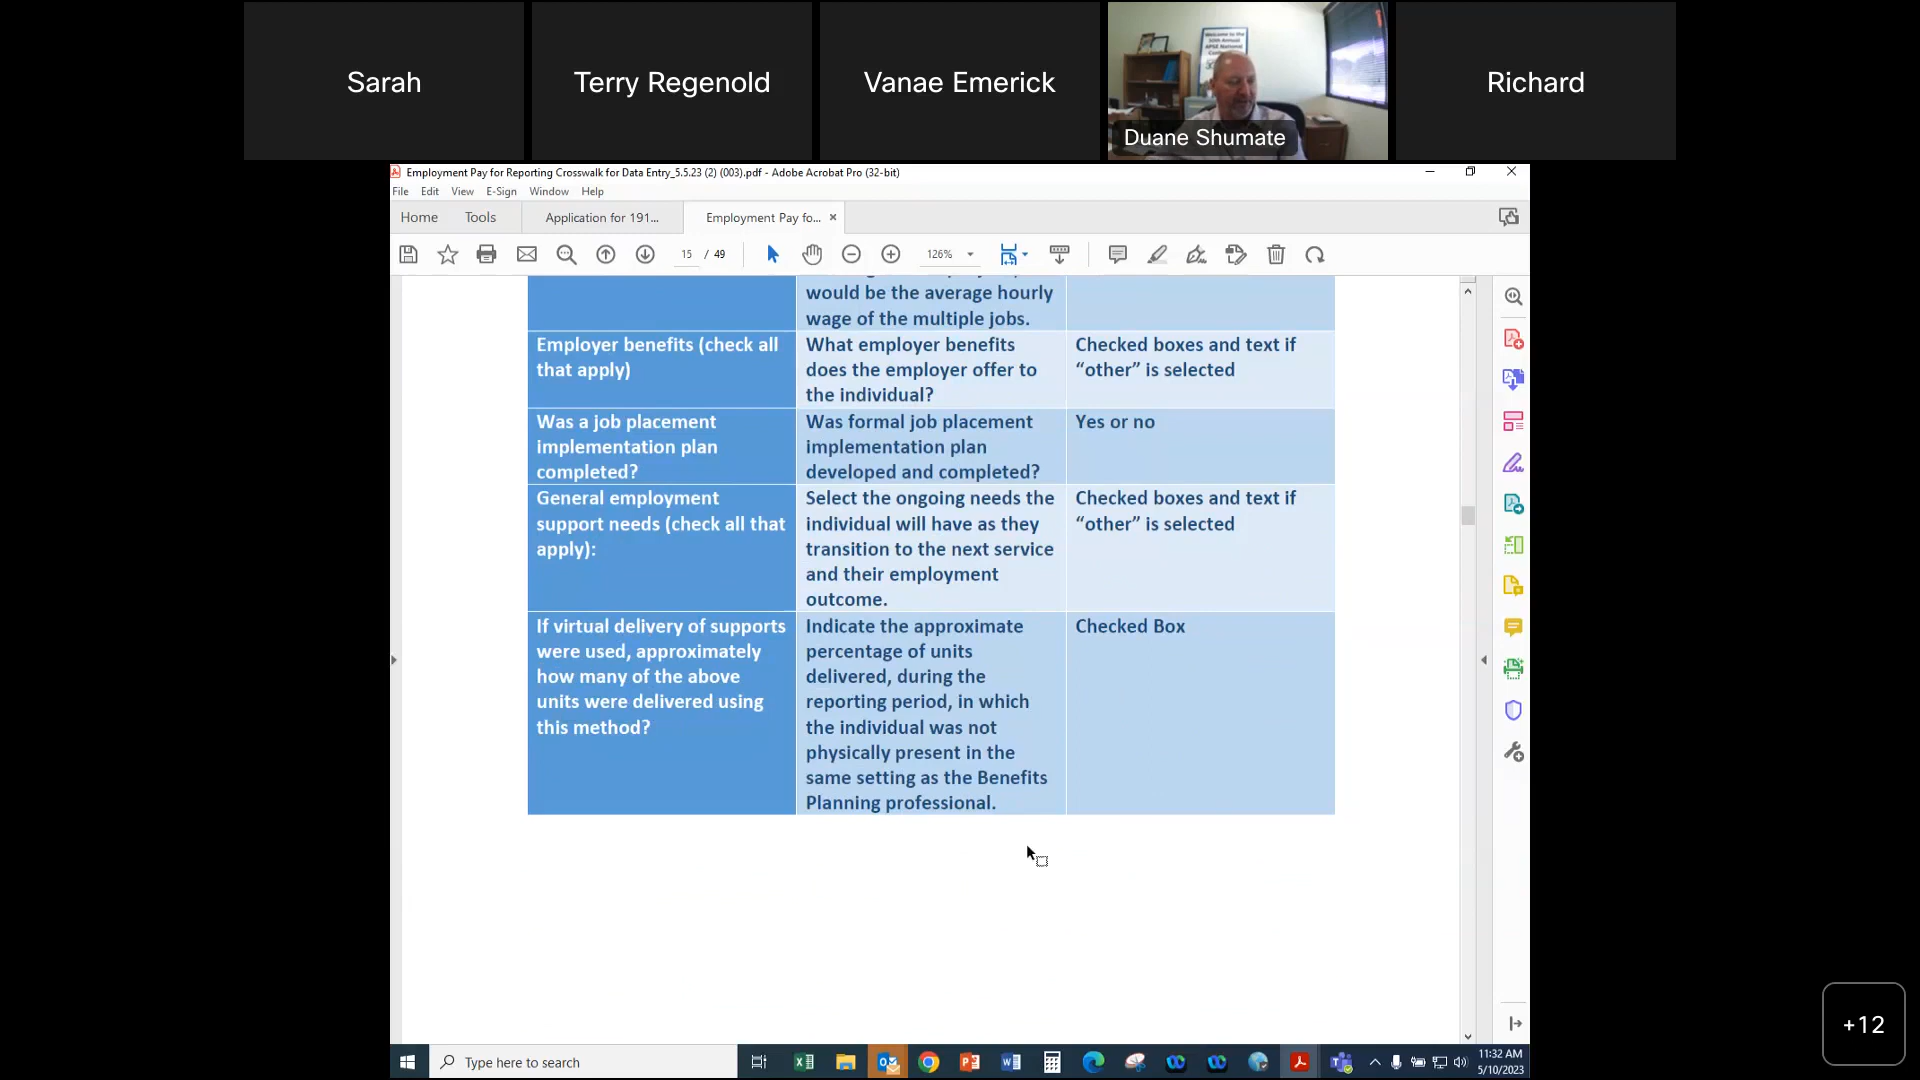 Sarah
Terry Regenold
Vanae Emerick
Duane Shumate
Richard
Employment Pay for Reporting Crosswalk for Data Entry_5.5.23 (2) (003).pdf - Adobe Acrobat Pro (32-bit)
File Edit View E-Sign Window Help
Home Tools Application for 191... Employment Pay fo... ×
15 / 49 126%
would be the average hourly
wage of the multiple jobs.
Employer benefits (check all
that apply)
What employer benefits
does the employer offer to
the individual?
Checked boxes and text if
“other” is selected
Was a job placement
implementation plan
completed?
Was formal job placement
implementation plan
developed and completed?
Yes or no
General employment
support needs (check all that
apply):
Select the ongoing needs the
individual will have as they
transition to the next service
and their employment
outcome.
Checked boxes and text if
“other” is selected
If virtual delivery of supports
were used, approximately
how many of the above
units were delivered using
this method?
Indicate the approximate
percentage of units
delivered, during the
reporting period, in which
the individual was not
physically present in the
same setting as the Benefits
Planning professional.
Checked Box
+12
Type here to search
11:32 AM
5/10/2023